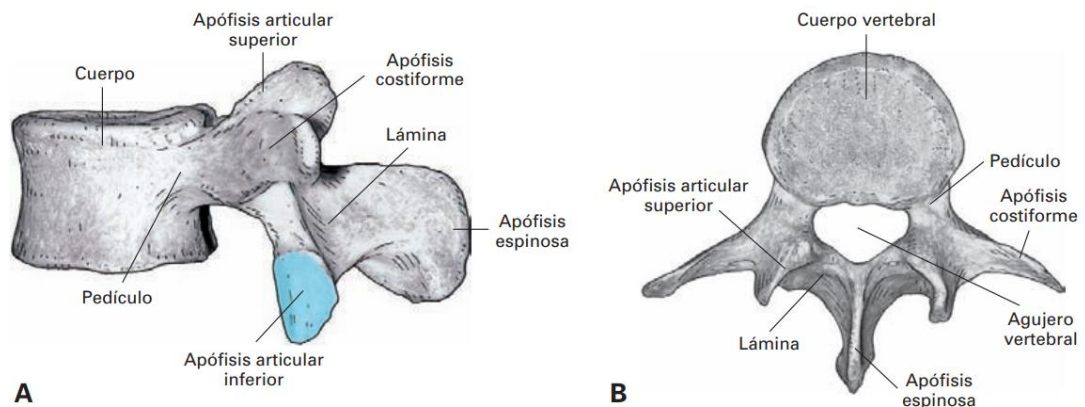 Apófisis articular
superior
Cuerpo
Apófisis
costiforme
Lámina
Apófisis
espinosa
Pedículo
Apófisis articular
inferior
A
Cuerpo vertebral
Pedículo
Apófisis articular
superior
Apófisis
costiforme
Lámina
Agujero
vertebral
Apófisis
espinosa
B